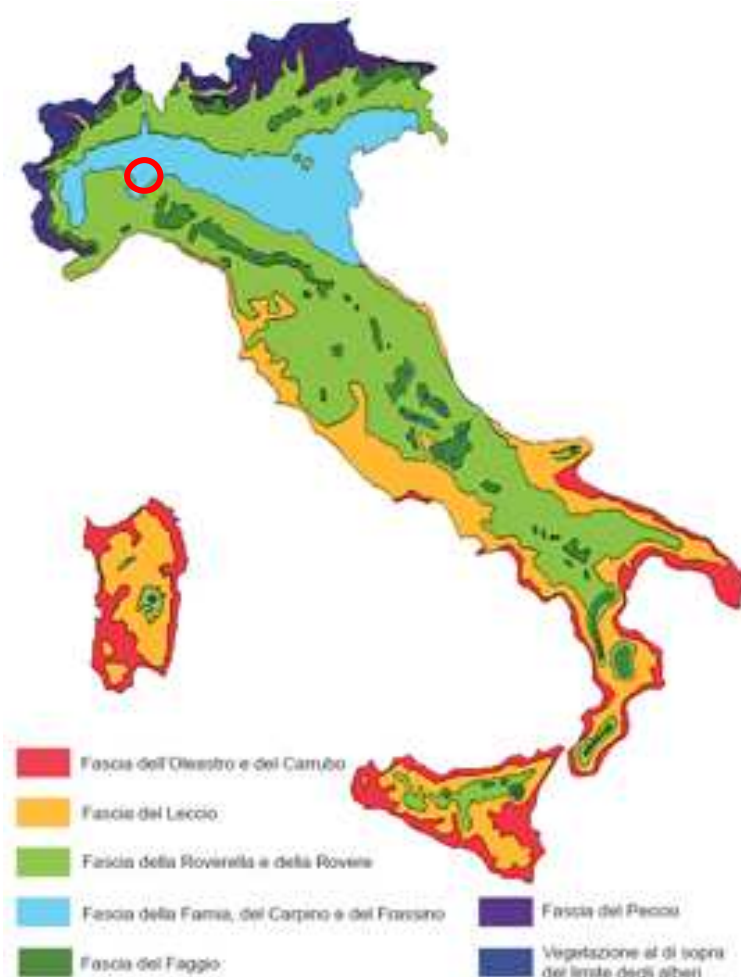 Fascia dell'Oleastro e del Carrubo
Fascia del Leccio
Fascia della Roverella e della Rovere
Fascia della Farnia, del Carpino e del Frassino
Fascia del Faggio
Fascia del Peccio
Vegetazione al di sopra
del limite degli alberi